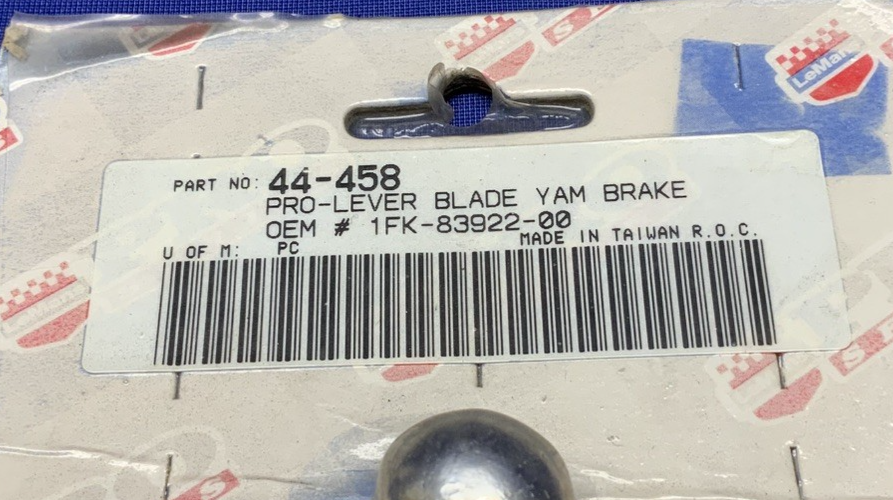 LeMans
PART NO: 44-458
PRO-LEVER BLADE YAM BRAKE
OEM # 1FK-83922-00
U OF M: PC MADE IN TAIWAN R.O.C.
LeMans